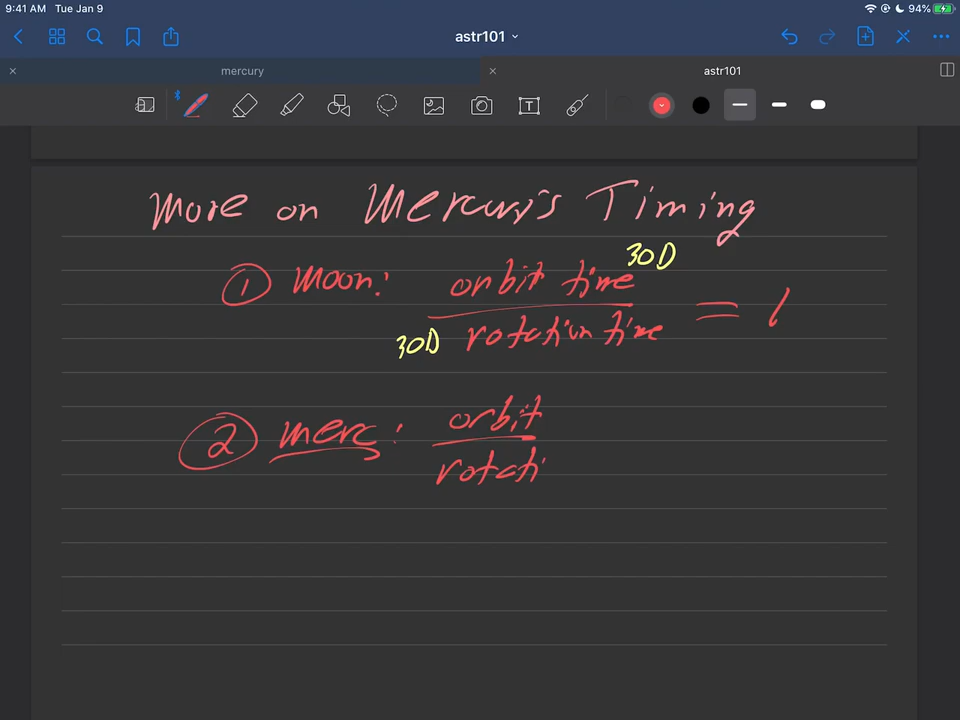 9:41 AM Tue Jan 9 94%
astr101
mercury astr101
T
More on Mercury's Timing
30D
① moon: orbit time
30D rotation time = 1
② merc: orbit
rotati